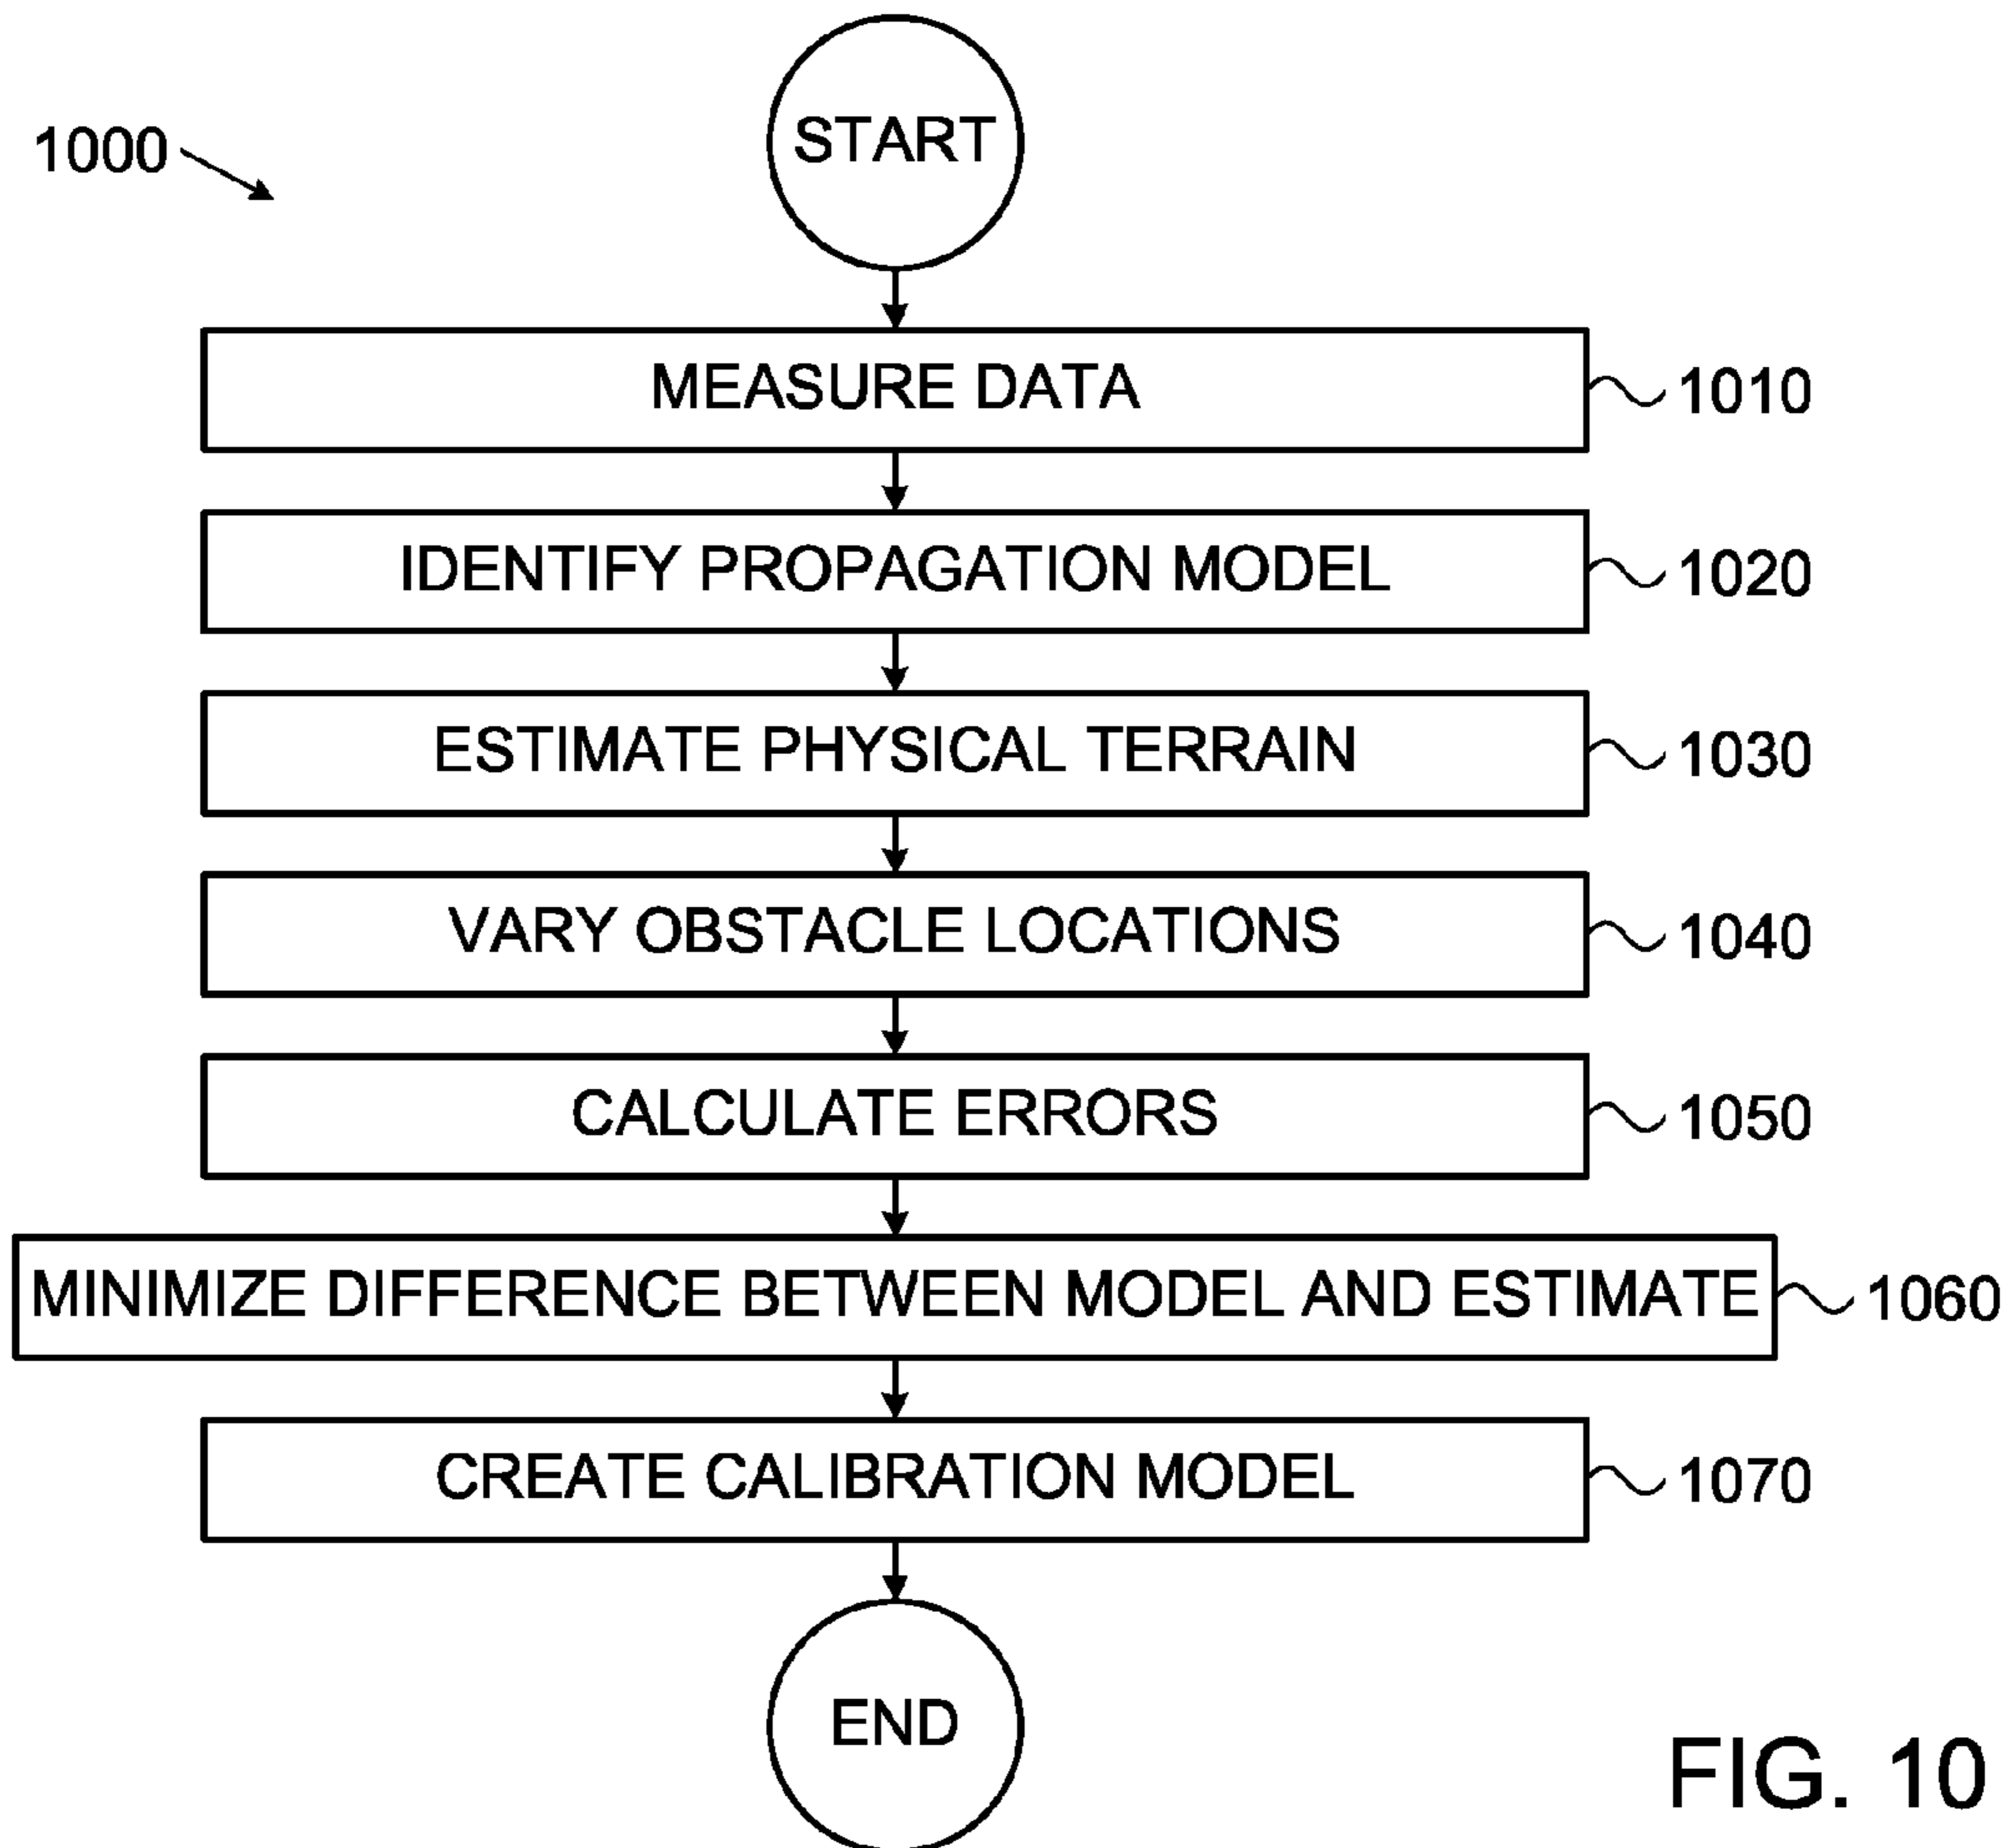 1000
START
MEASURE DATA
1010
IDENTIFY PROPAGATION MODEL
1020
ESTIMATE PHYSICAL TERRAIN
1030
VARY OBSTACLE LOCATIONS
1040
CALCULATE ERRORS
1050
MINIMIZE DIFFERENCE BETWEEN MODEL AND ESTIMATE
1060
CREATE CALIBRATION MODEL
1070
END
FIG. 10